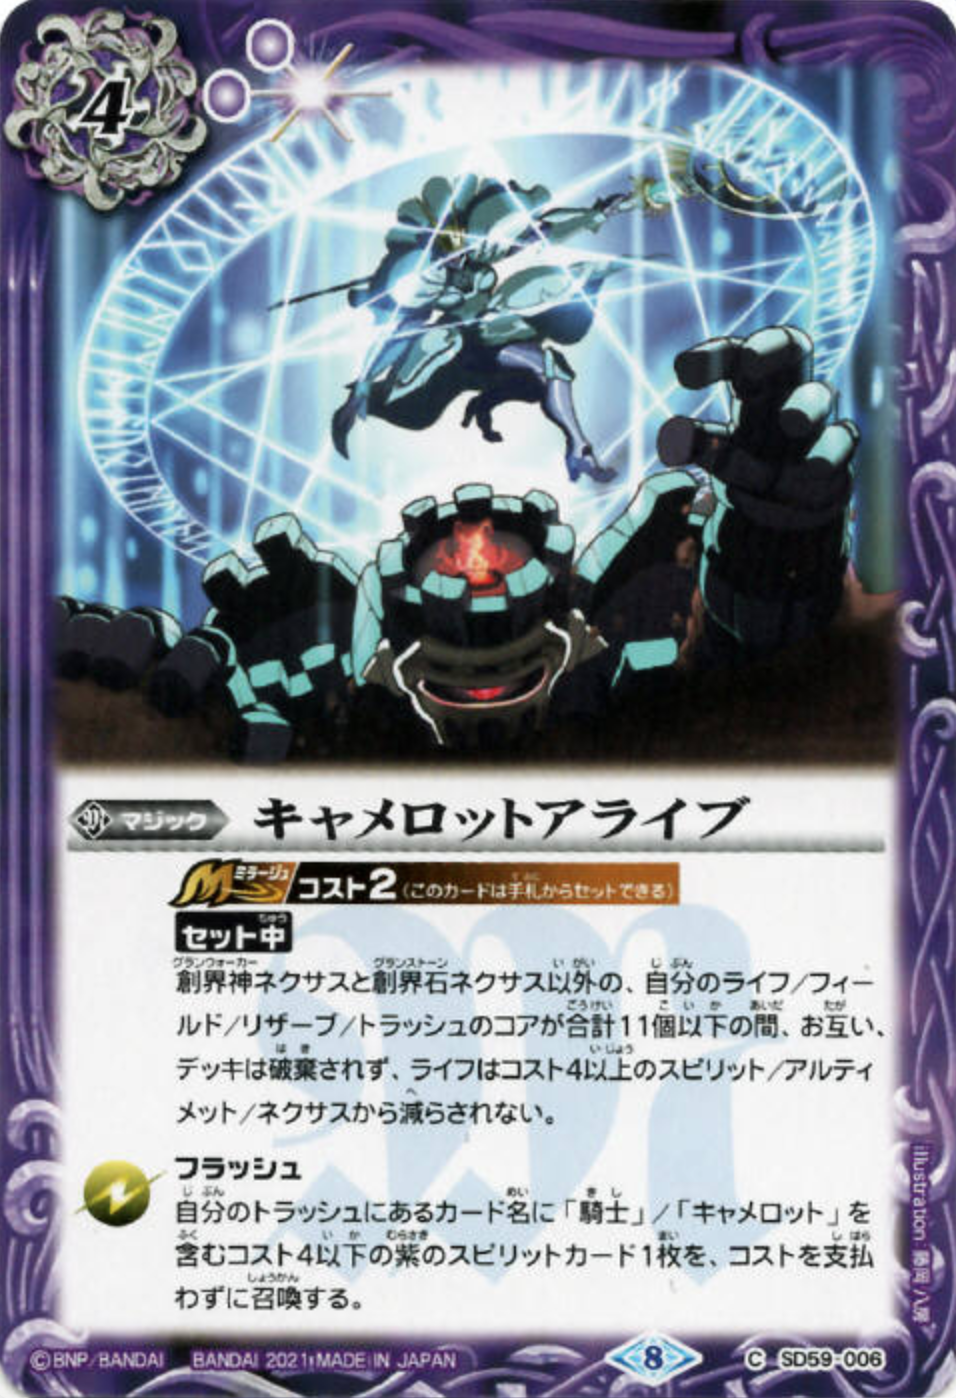 4
マジック キャメロットアライブ
ミラージュ コスト2(このカードは手札からセットできる)
セット中
創界神ネクサスと創界石ネクサス以外の、自分のライフ/フィー
ルド/リザーブ/トラッシュのコアが合計11個以下の間、お互い、
デッキは破棄されず、ライフはコスト4以上のスピリット/アルティ
メット/ネクサスから減らされない。
フラッシュ
自分のトラッシュにあるカード名に「騎士」/「キャメロット」を
含むコスト4以下の紫のスピリットカード1枚を、コストを支払
わずに召喚する。
illustration:
©BNP/BANDAI BANDAI 2021 MADE IN JAPAN 8 C SD59-006